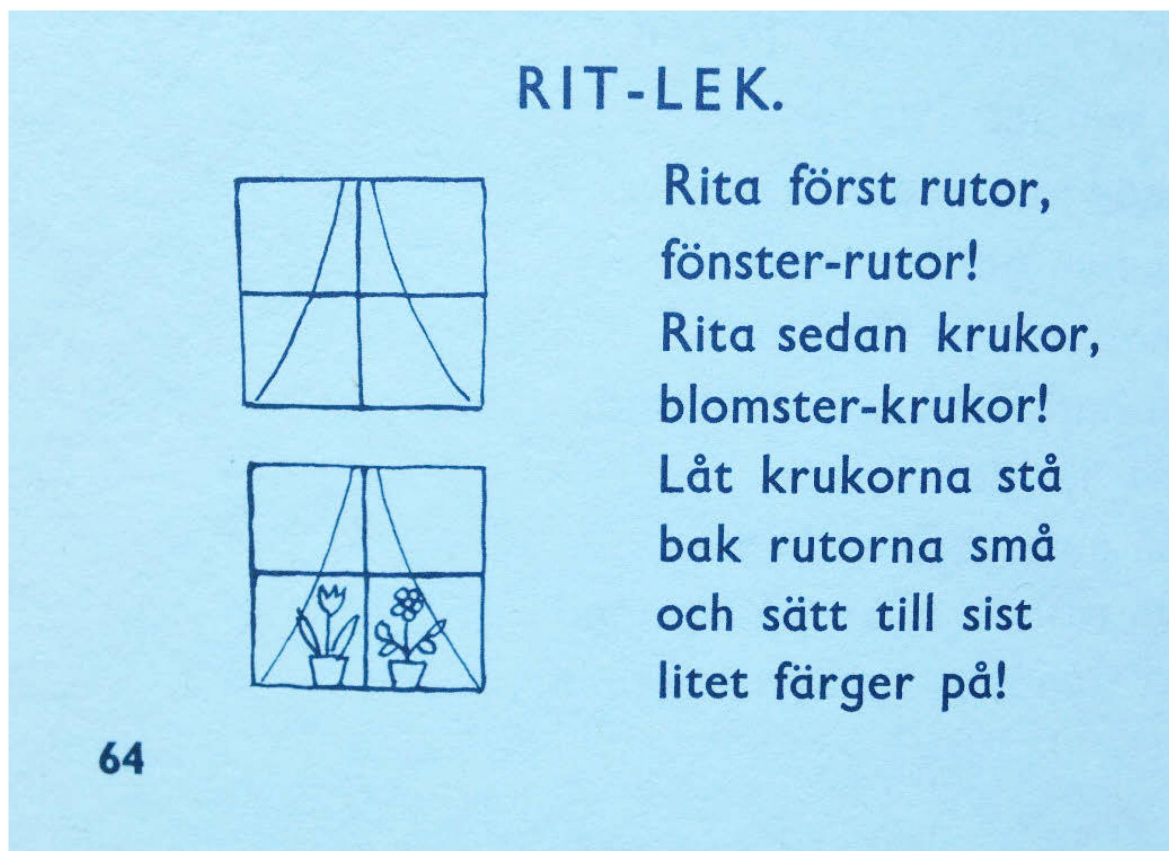 RIT-LEK.
Rita först rutor,
fönster-rutor!
Rita sedan krukor,
blomster-krukor!
Låt krukorna stå
bak rutorna små
och sätt till sist
litet färger på!
64